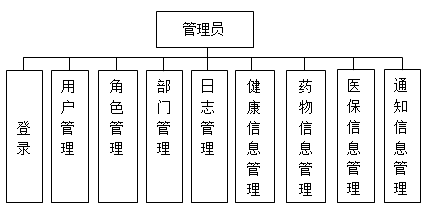 管理员
登录
用户管理
角色管理
部门管理
日志管理
健康信息管理
药物信息管理
医保信息管理
通知信息管理